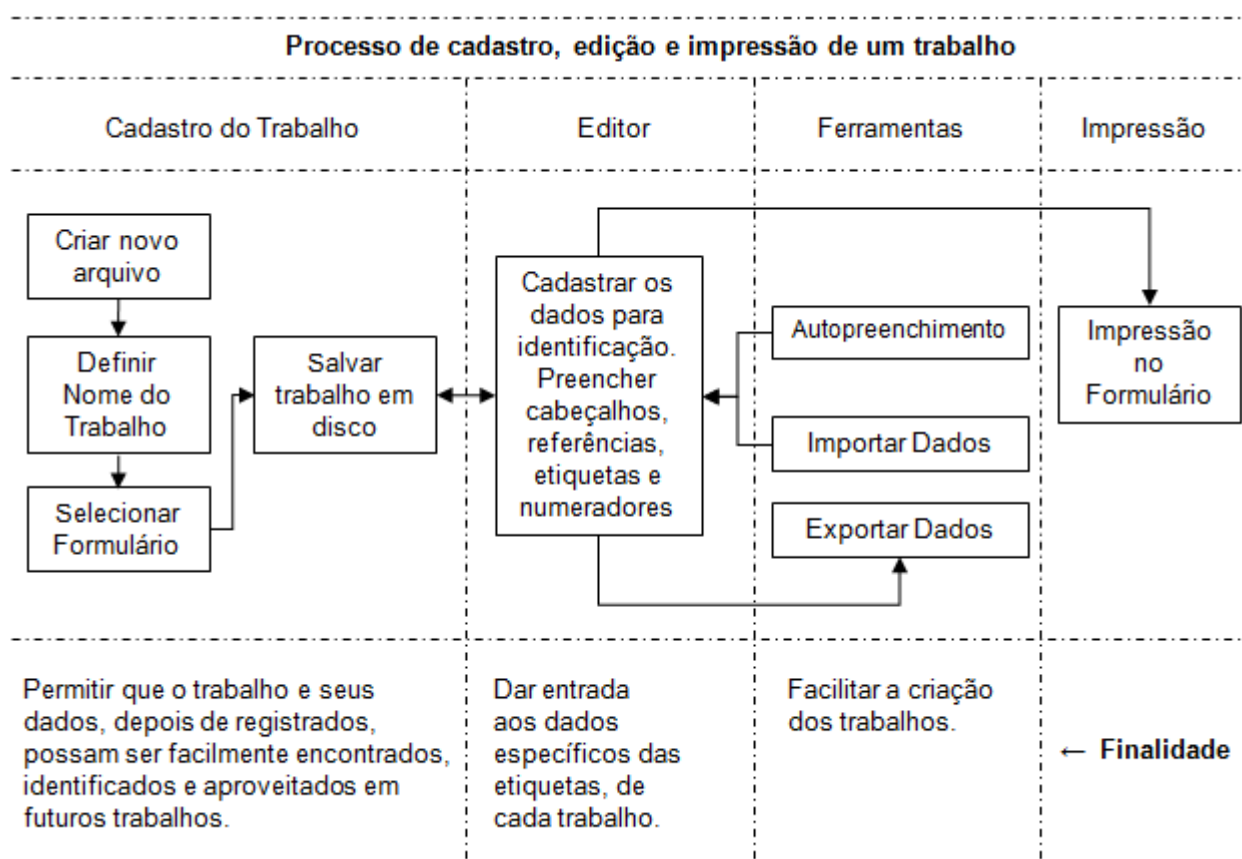 Processo de cadastro, edição e impressão de um trabalho
Cadastro do Trabalho
Editor
Ferramentas
Impressão
Criar novo
arquivo
Definir
Nome do
Trabalho
Selecionar
Formulário
Salvar
trabalho em
disco
Cadastrar os
dados para
identificação.
Preencher
cabeçalhos,
referências,
etiquetas e
numeradores
Autopreenchimento
Importar Dados
Exportar Dados
Impressão
no
Formulário
Permitir que o trabalho e seus
dados, depois de registrados,
possam ser facilmente encontrados,
identificados e aproveitados em
futuros trabalhos.
Dar entrada
aos dados
específicos das
etiquetas, de
cada trabalho.
Facilitar a criação
dos trabalhos.
← Finalidade